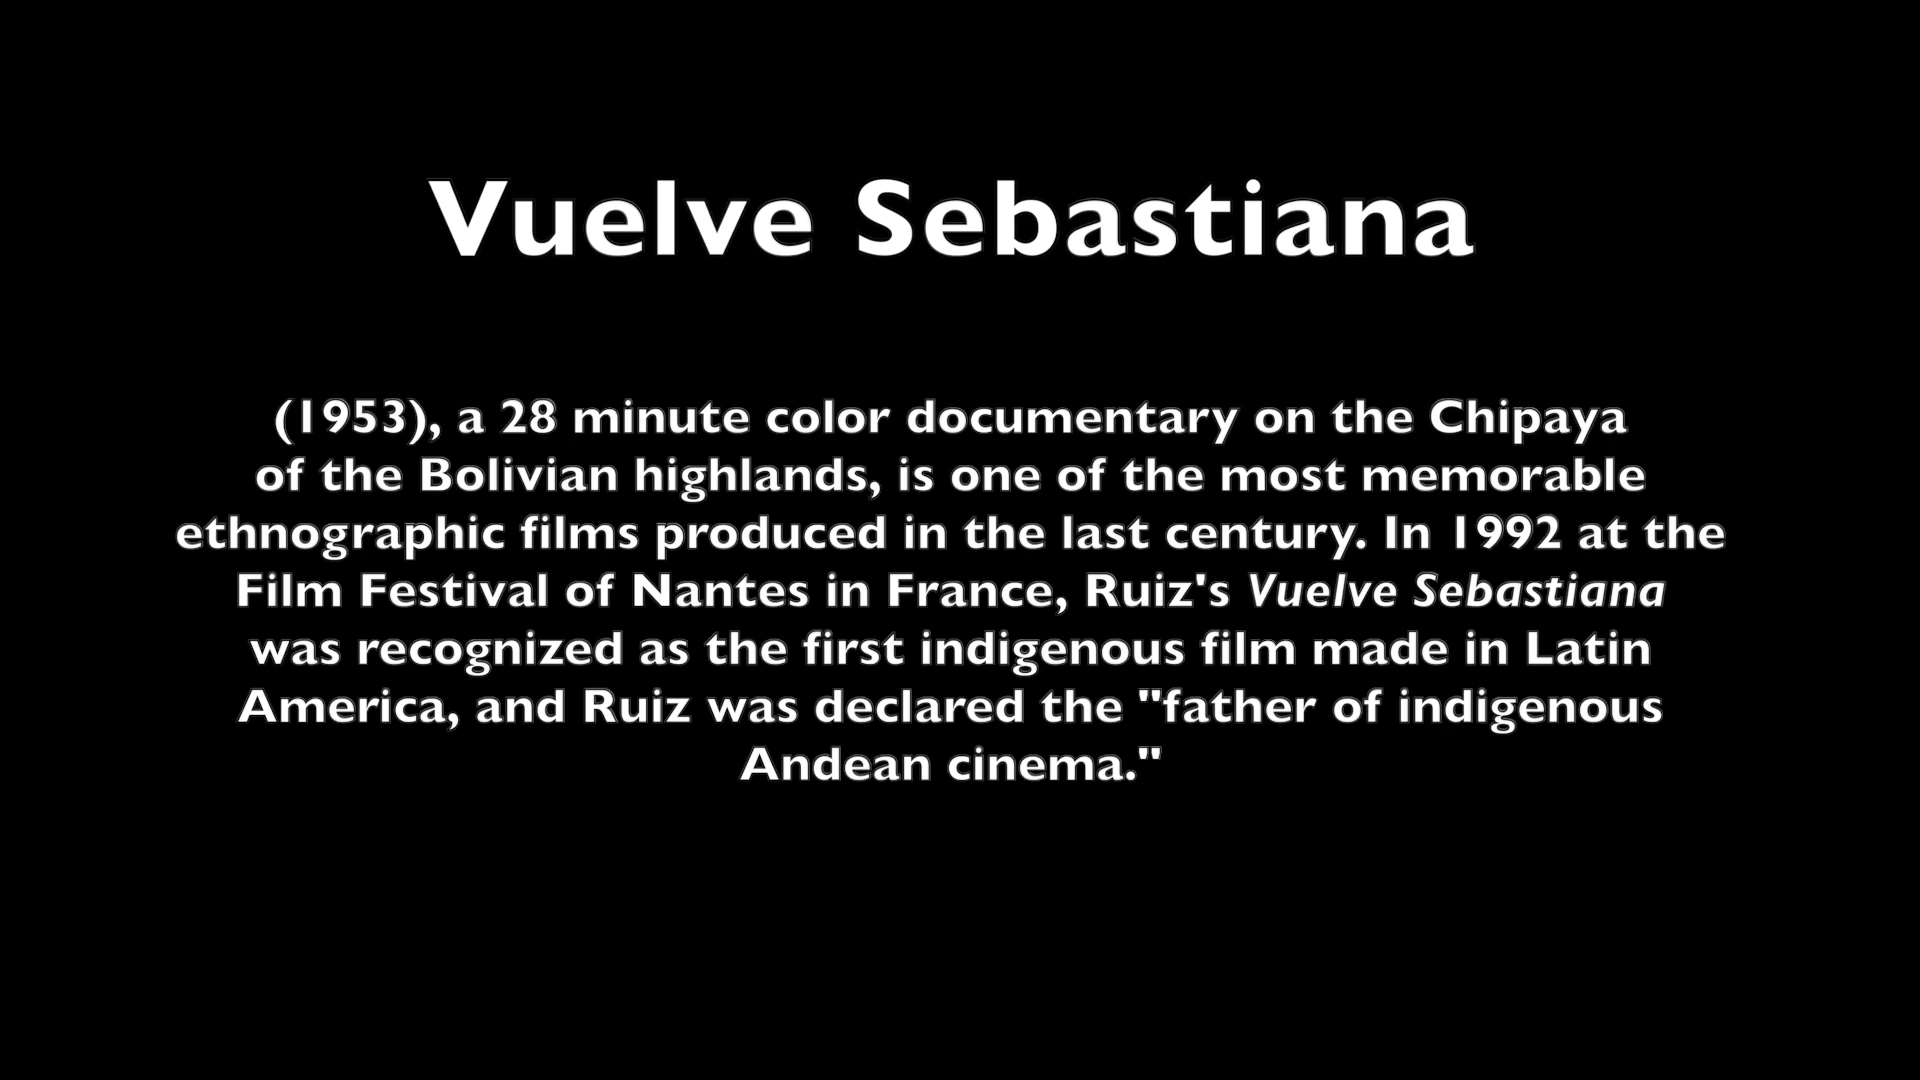 Vuelve Sebastiana
(1953), a 28 minute color documentary on the Chipaya
of the Bolivian highlands, is one of the most memorable
ethnographic films produced in the last century. In 1992 at the
Film Festival of Nantes in France, Ruiz's Vuelve Sebastiana
was recognized as the first indigenous film made in Latin
America, and Ruiz was declared the "father of indigenous
Andean cinema."